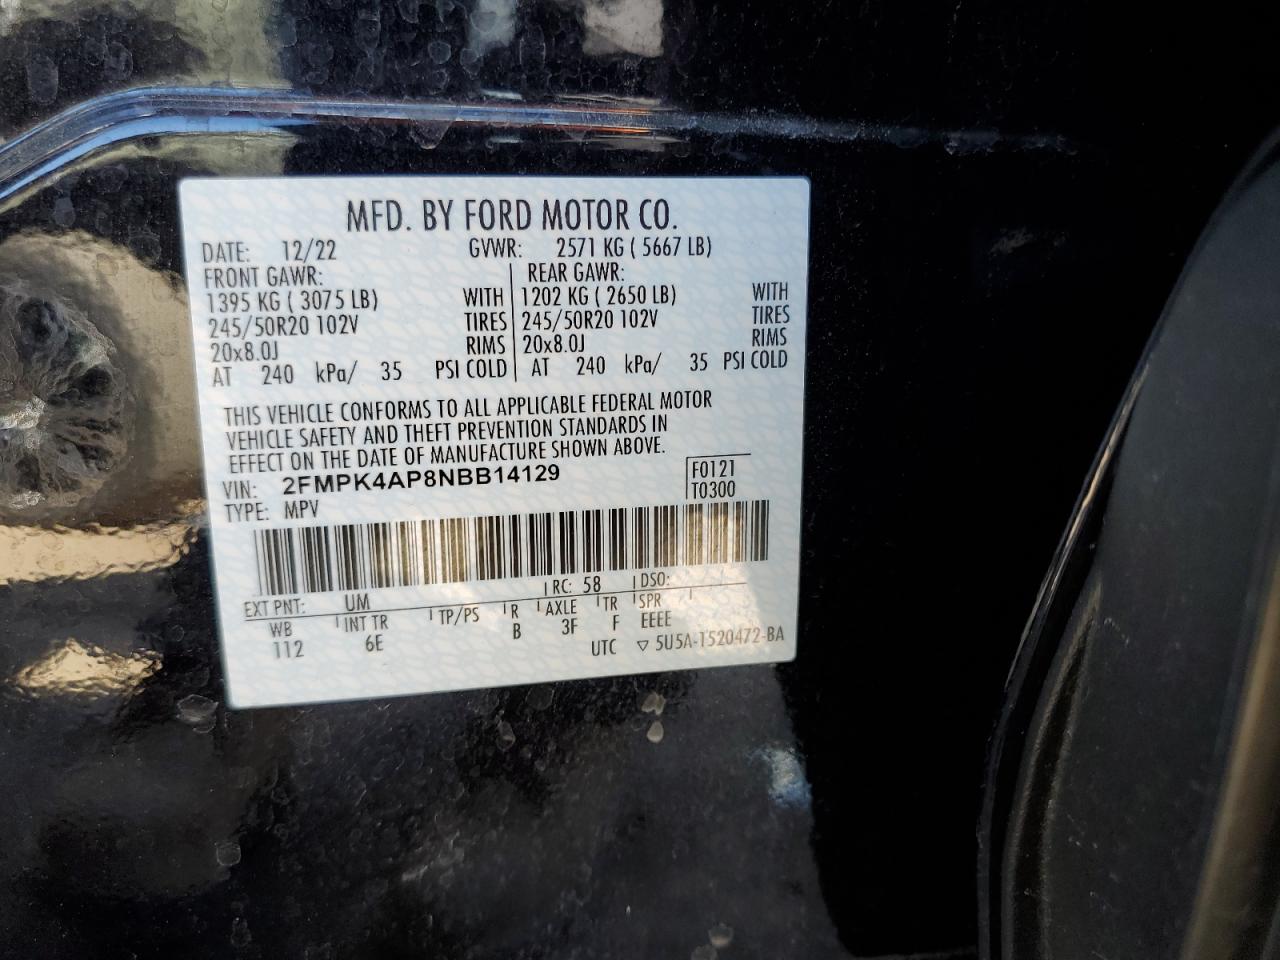 MFD. BY FORD MOTOR CO.
DATE: 12/22 GVWR: 2571 KG ( 5667 LB)
FRONT GAWR: REAR GAWR:
1395 KG ( 3075 LB) WITH 1202 KG ( 2650 LB) WITH
245/50R20 102V TIRES 245/50R20 102V TIRES
20x8.0J RIMS 20x8.0J RIMS
AT 240 kPa/ 35 PSI COLD AT 240 kPa/ 35 PSI COLD
THIS VEHICLE CONFORMS TO ALL APPLICABLE FEDERAL MOTOR
VEHICLE SAFETY AND THEFT PREVENTION STANDARDS IN
EFFECT ON THE DATE OF MANUFACTURE SHOWN ABOVE.
VIN: 2FMPK4AP8NBB14129 F0121
TYPE: MPV T0300
EXT PNT: UM RC: 58 DSO:
WB INT TR TP/PS R AXLE TR SPR
112 6E B 3F F EEEE
UTC ▽ 5U5A-1520472-BA